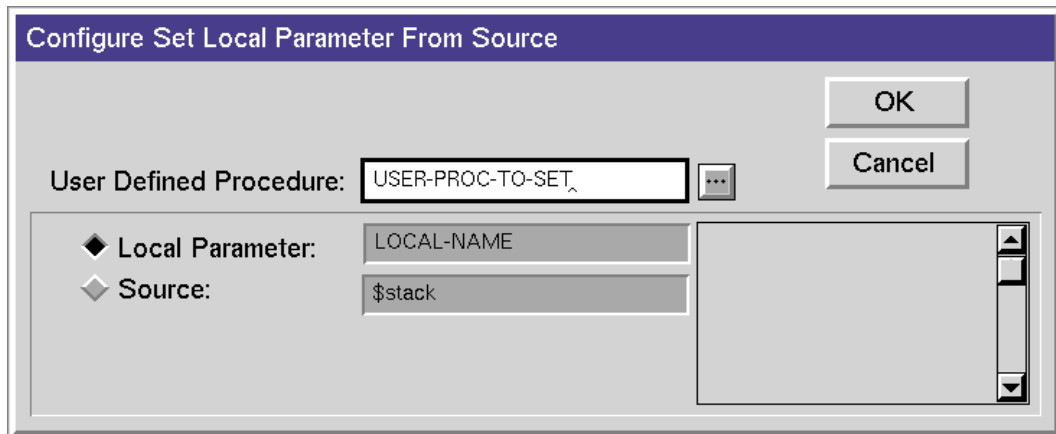 Configure Set Local Parameter From Source
OK
Cancel
User Defined Procedure: USER-PROC-TO-SET
...
Local Parameter: LOCAL-NAME
Source: $stack